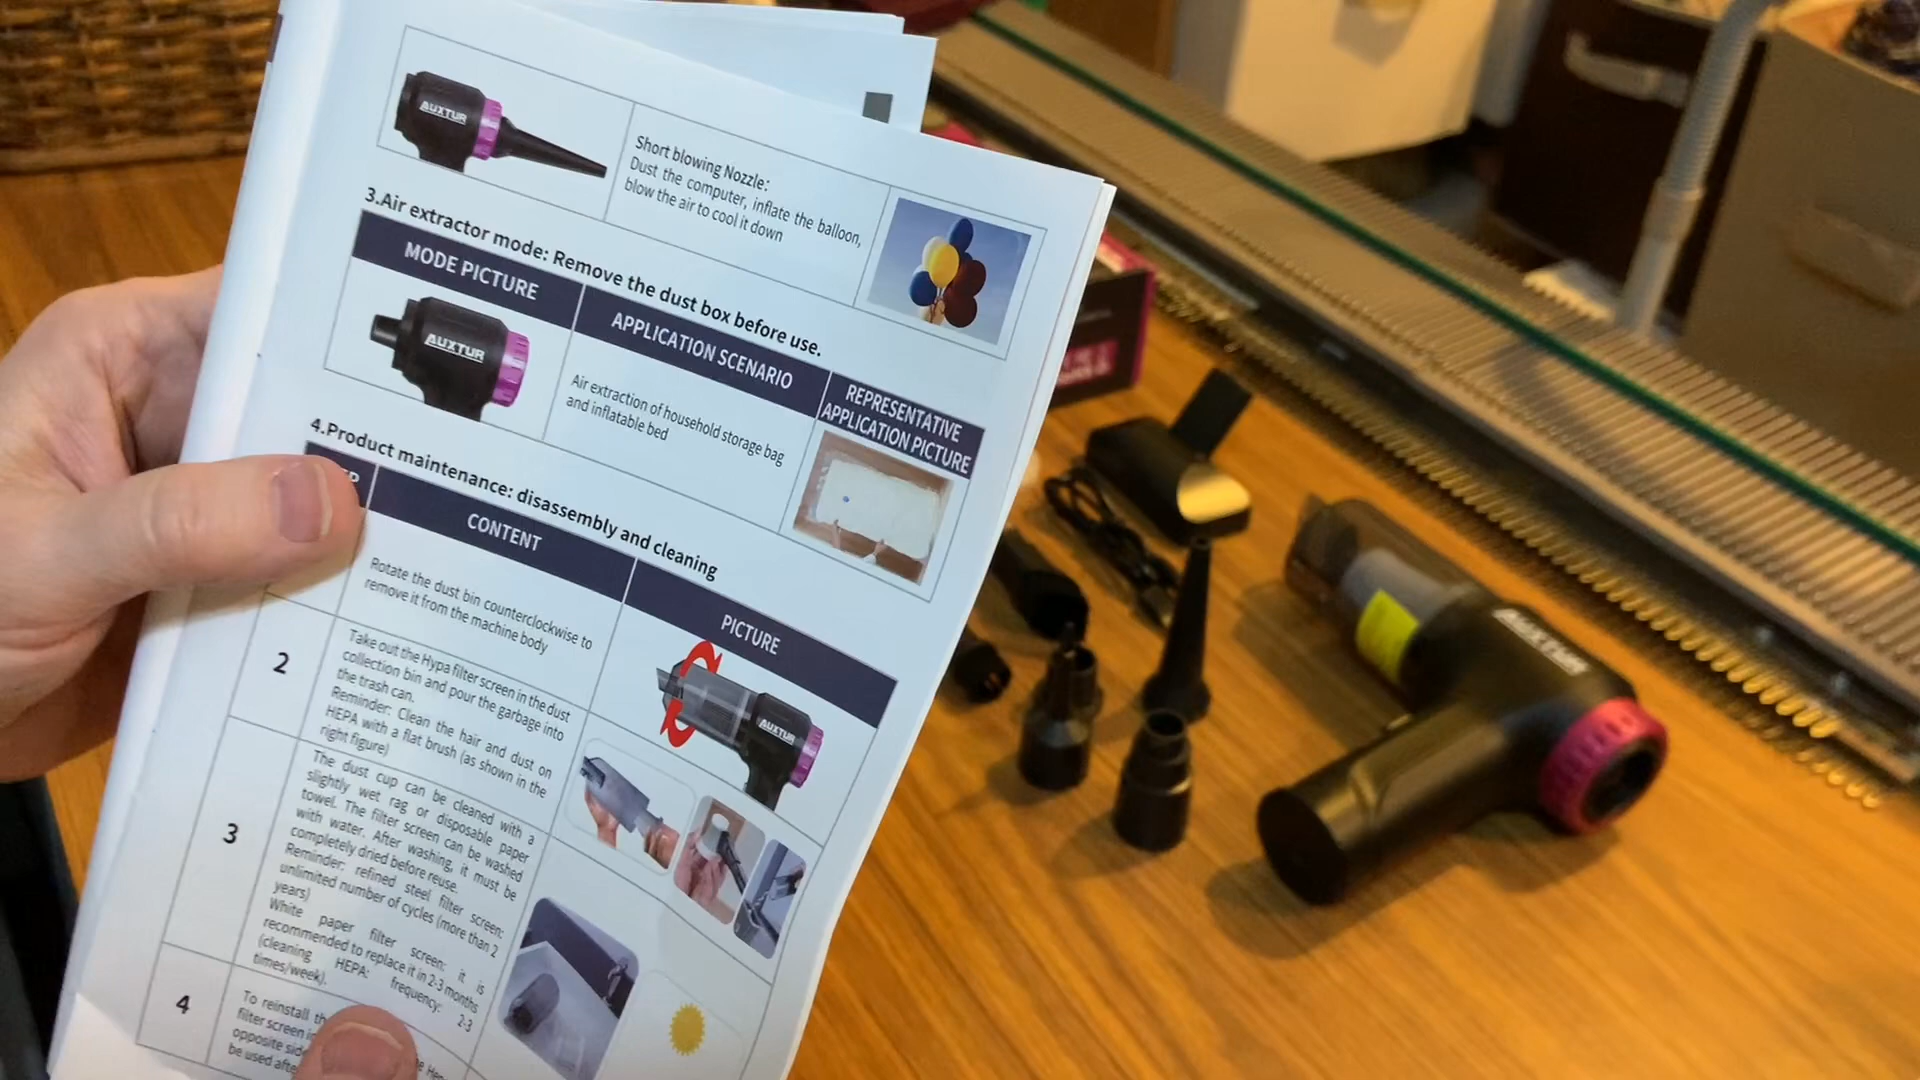 AUXTUR
Short blowing Nozzle:
Dust the computer, inflate the balloon,
blow the air to cool it down
3.Air extractor mode: Remove the dust box before use.
MODE PICTURE
APPLICATION SCENARIO
REPRESENTATIVE
APPLICATION PICTURE
AUXTUR
Air extraction of household storage bag
and inflatable bed
4.Product maintenance: disassembly and cleaning
CONTENT
PICTURE
Rotate the dust bin counterclockwise to
remove it from the machine body
AUXTUR
2
Take out the Hypa filter screen in the dust
collection bin and pour the garbage into
the trash can.
Reminder: Clean the hair and dust on
HEPA with a flat brush (as shown in the
right figure)
3
The dust cup can be cleaned with a
slightly wet rag or disposable paper
towel. The filter screen can be washed
with water. After washing, it must be
completely dried before reuse.
Reminder: refined steel filter screen:
unlimited number of cycles (more than 2
years)
White paper filter screen: it is
recommended to replace it in 2-3 months
(cleaning HEPA: frequency: 2-3
times/week).
4
To reinstall
filter screen
opposite
be used
AUXTUR